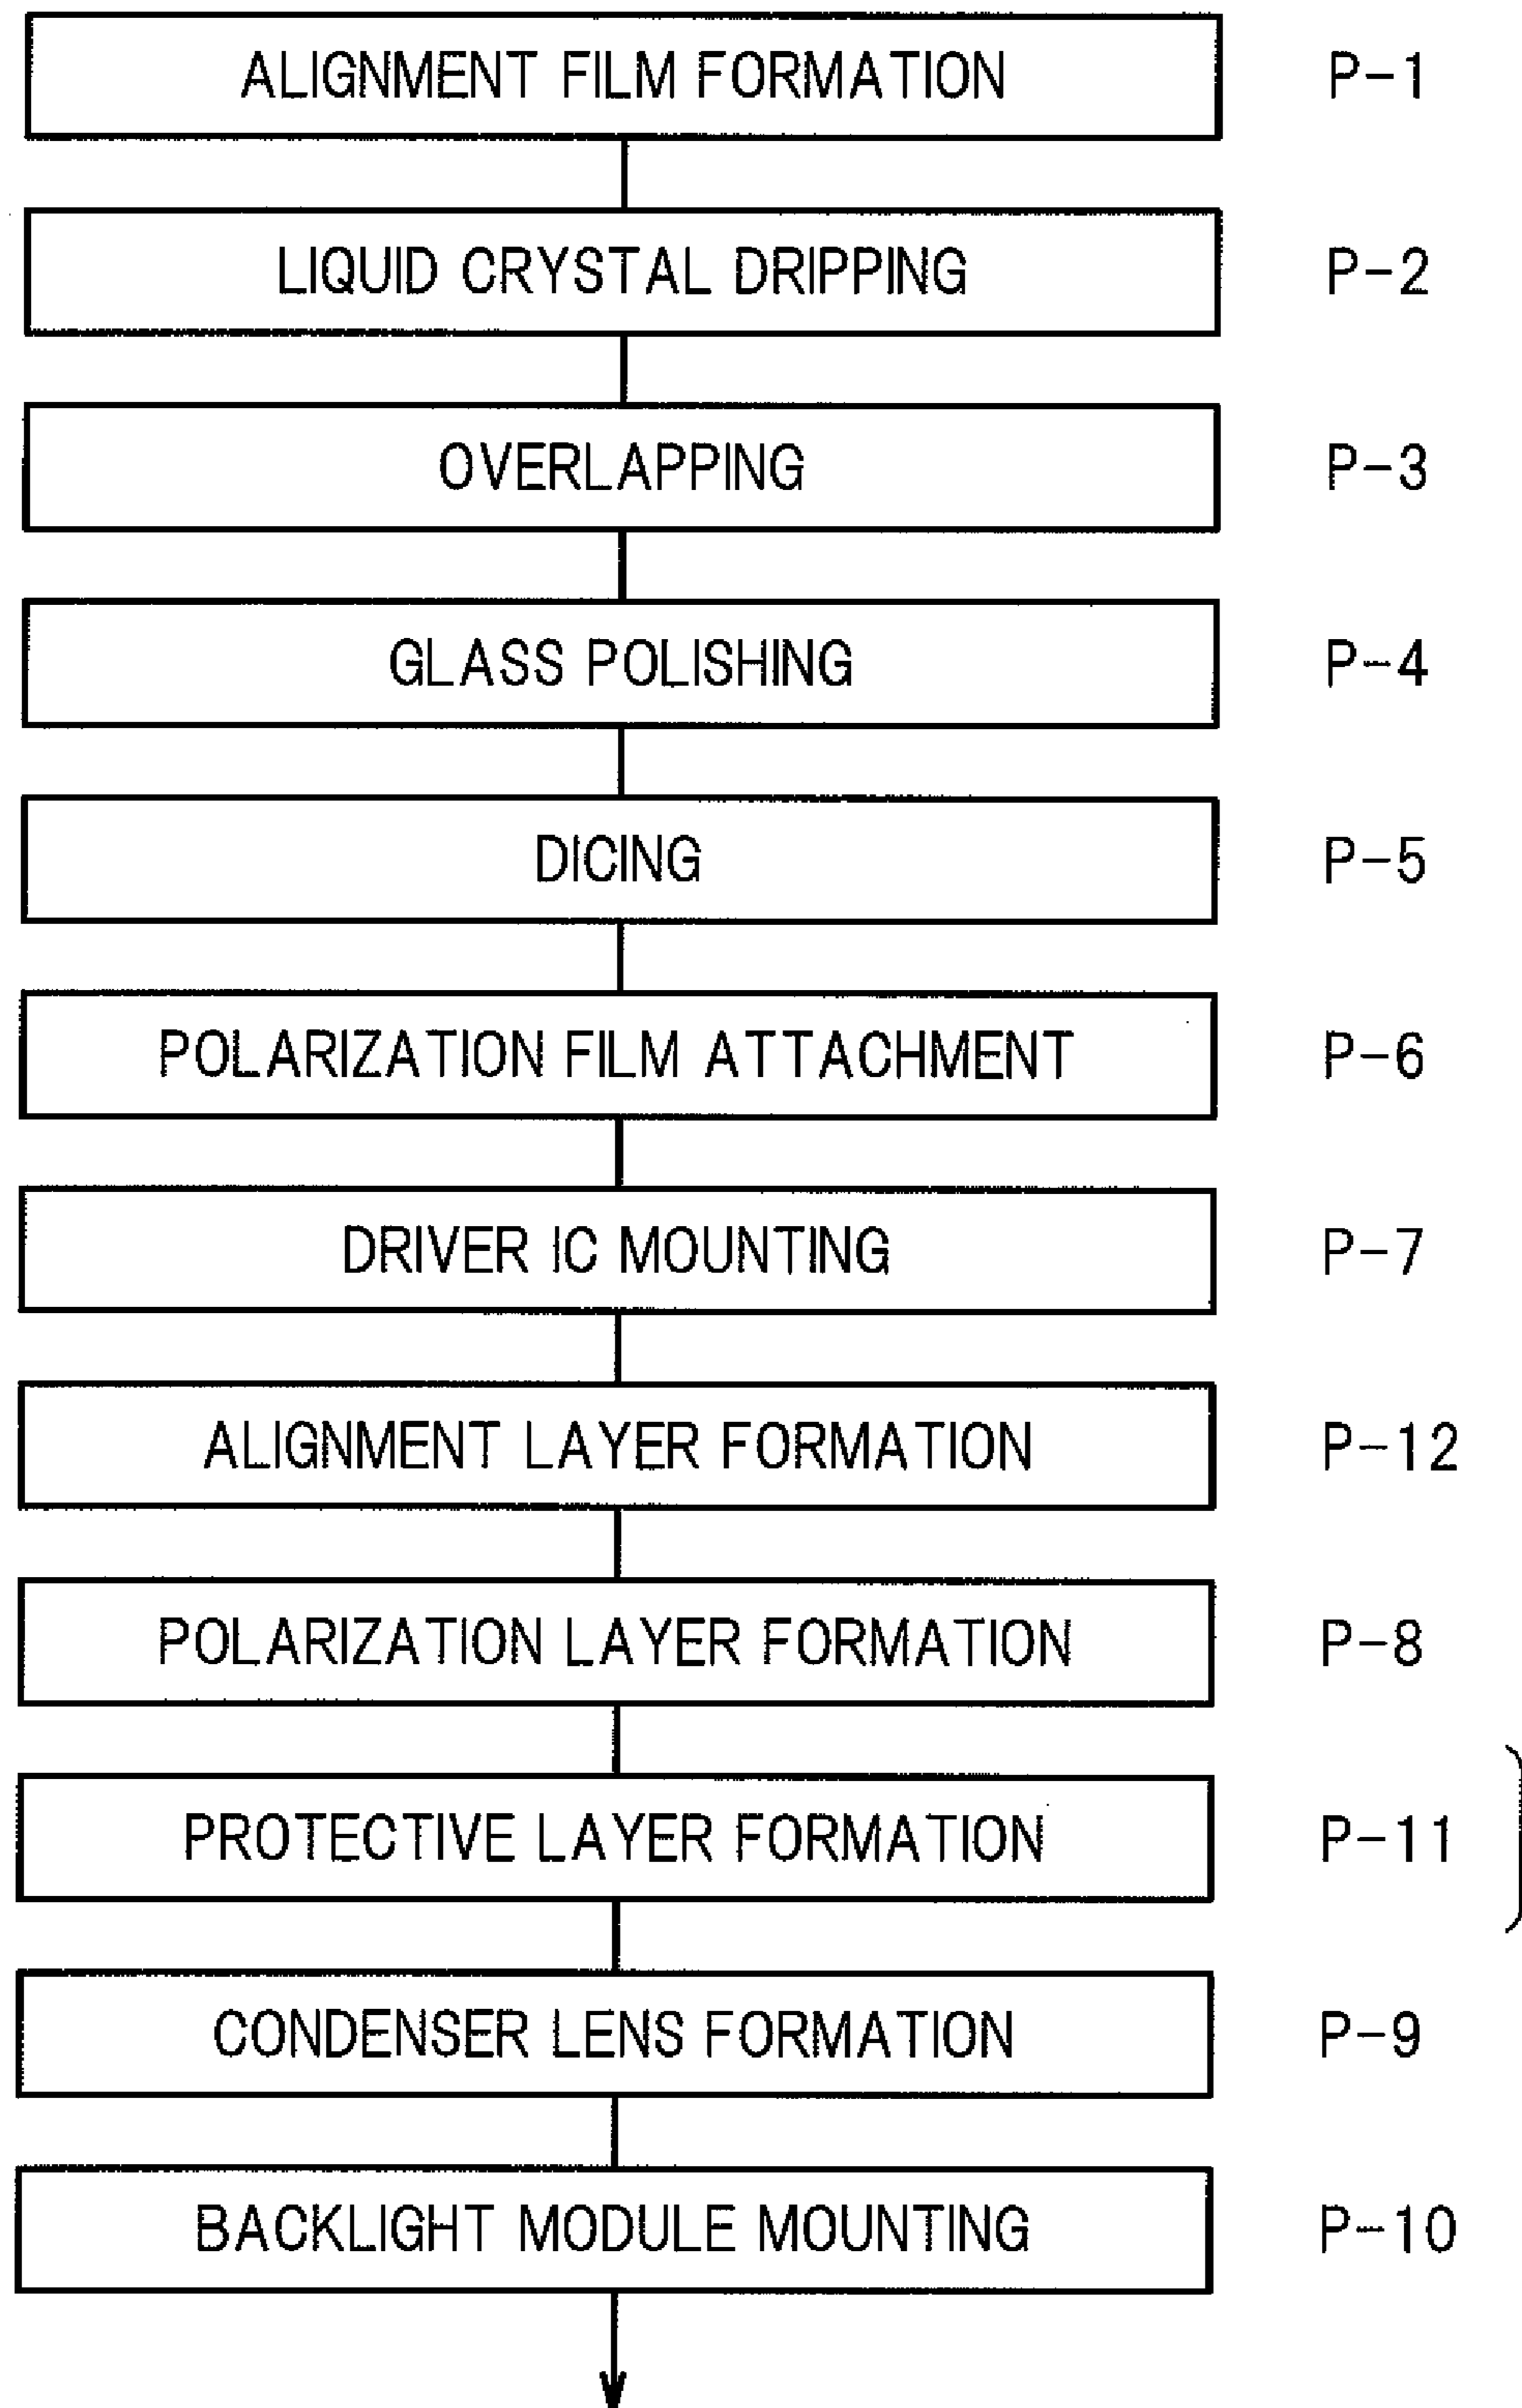 ALIGNMENT FILM FORMATION P-1
LIQUID CRYSTAL DRIPPING P-2
OVERLAPPING P-3
GLASS POLISHING P-4
DICING P-5
POLARIZATION FILM ATTACHMENT P-6
DRIVER IC MOUNTING P-7
ALIGNMENT LAYER FORMATION P-12
POLARIZATION LAYER FORMATION P-8
PROTECTIVE LAYER FORMATION P-11
CONDENSER LENS FORMATION P-9
BACKLIGHT MODULE MOUNTING P-10